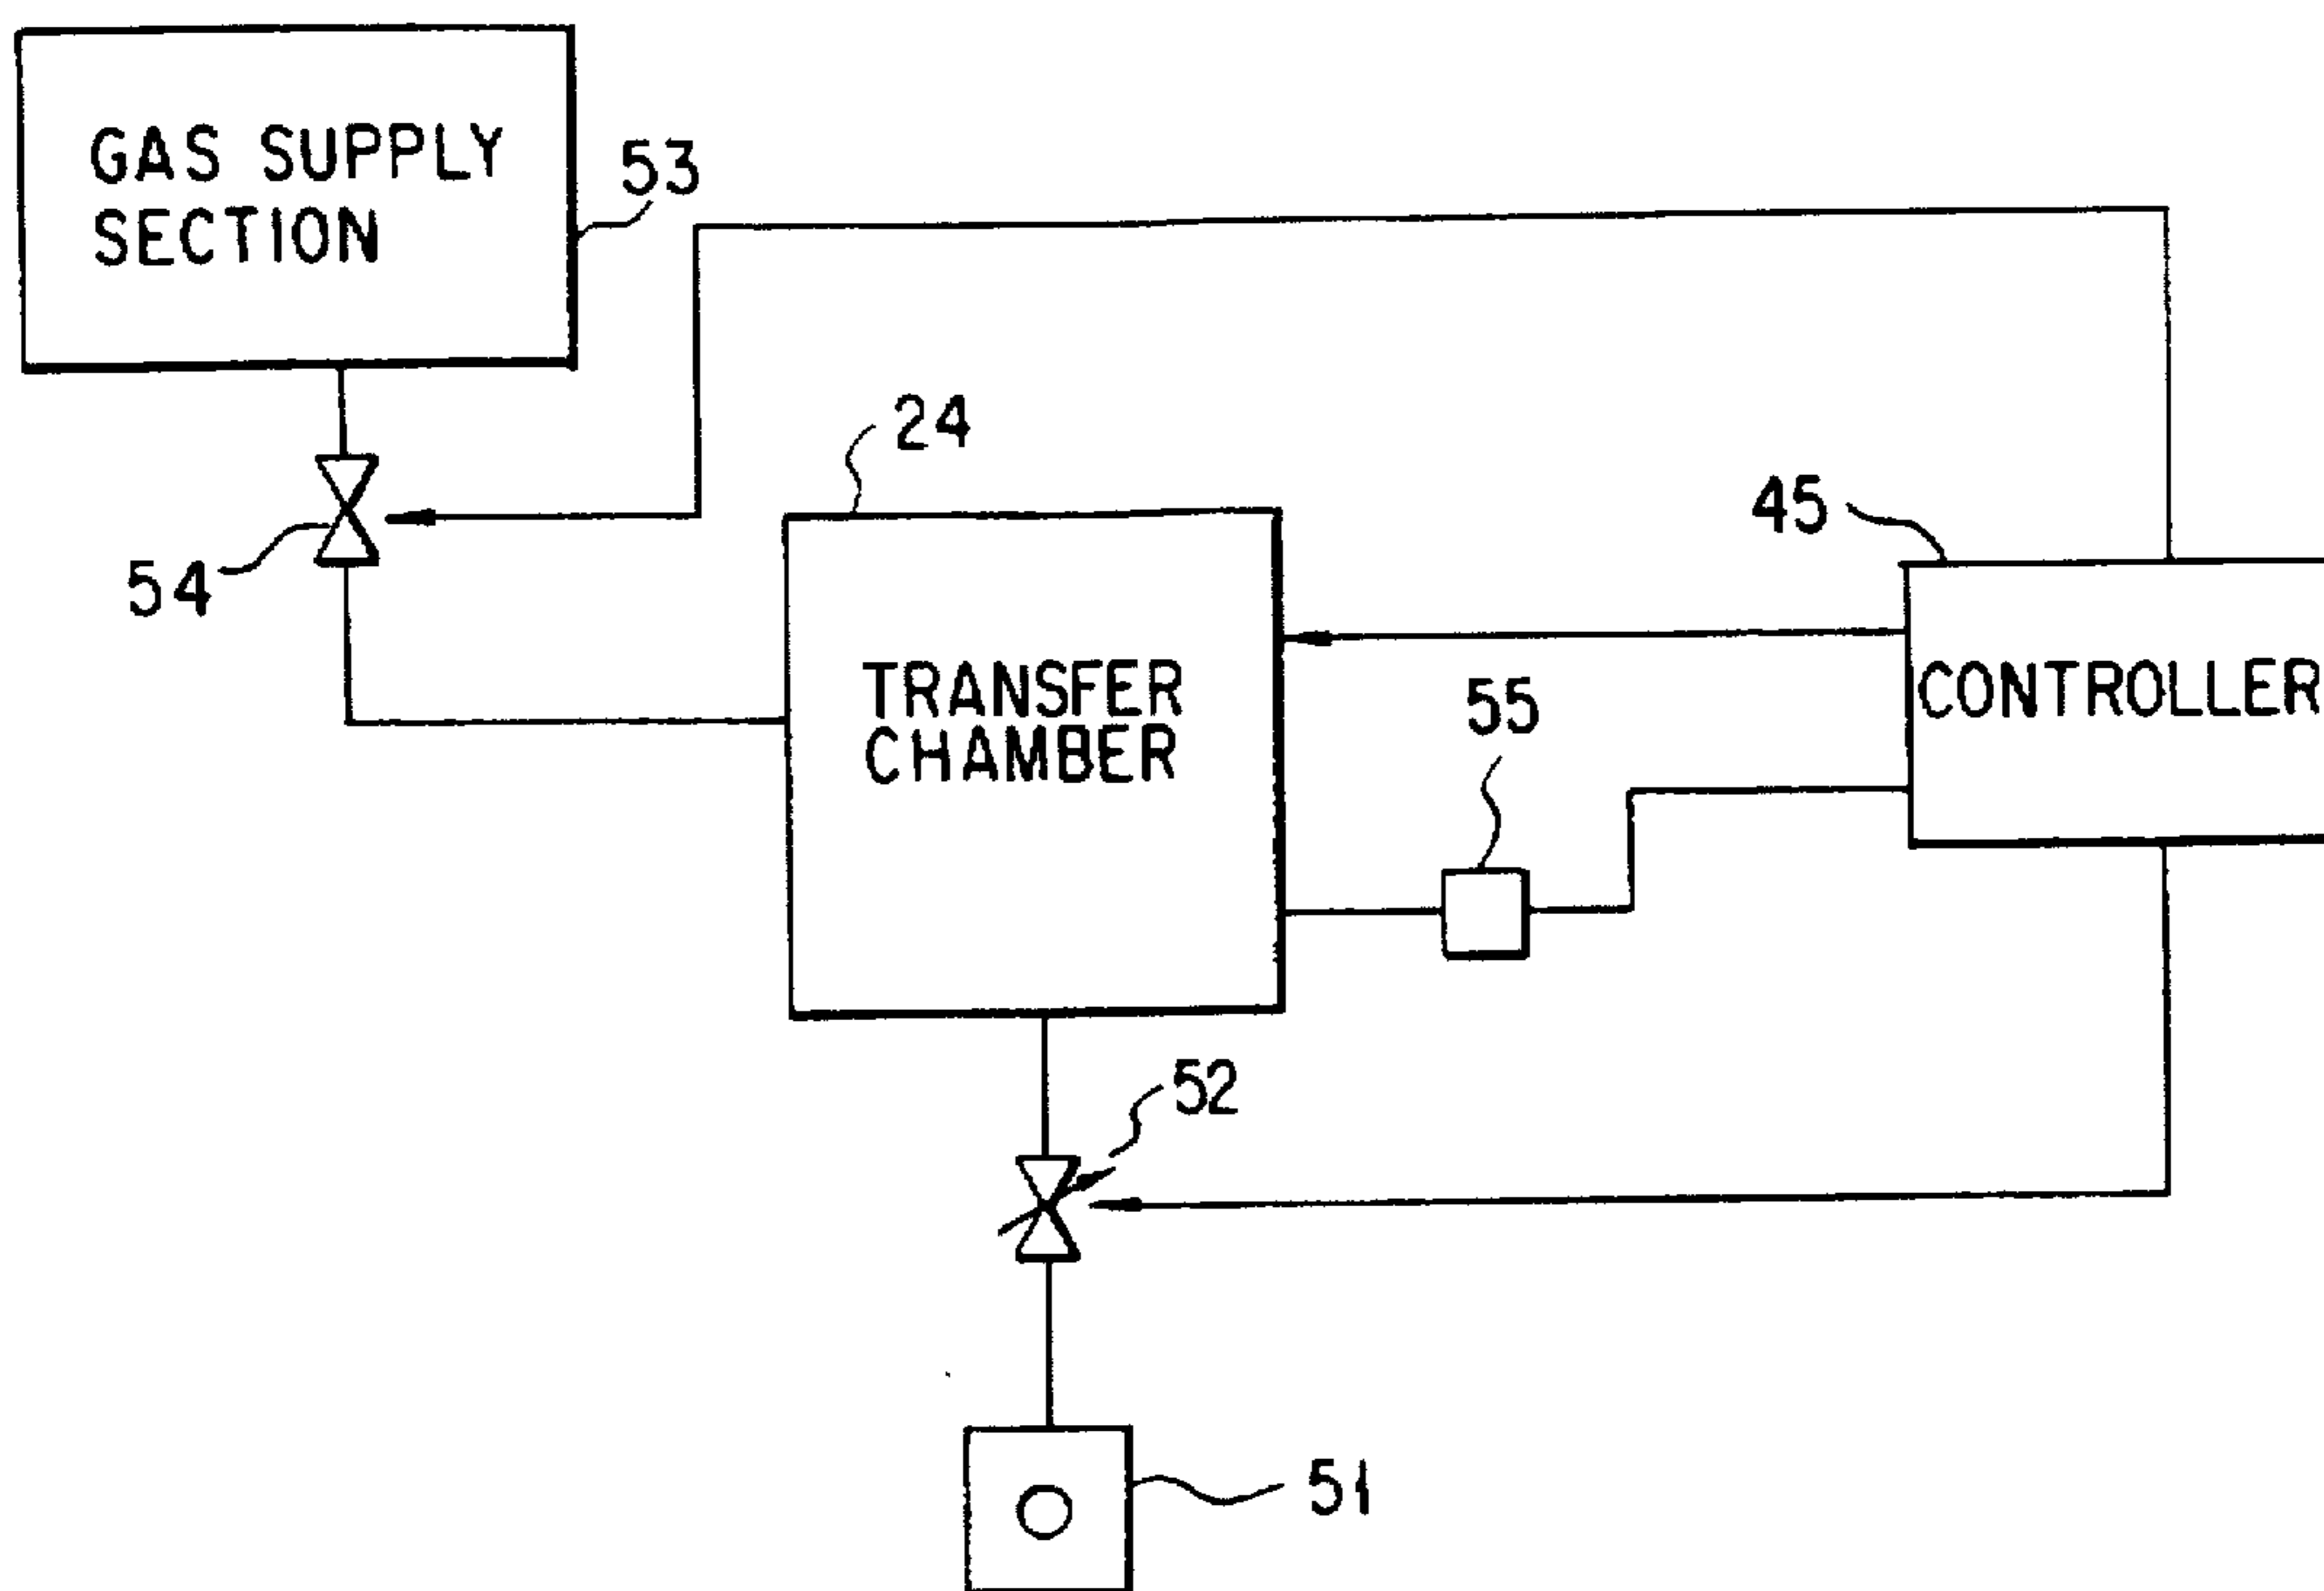 GAS SUPPLY
SECTION
53
24
45
54
TRANSFER
CHAMBER
CONTROLLER
55
52
51